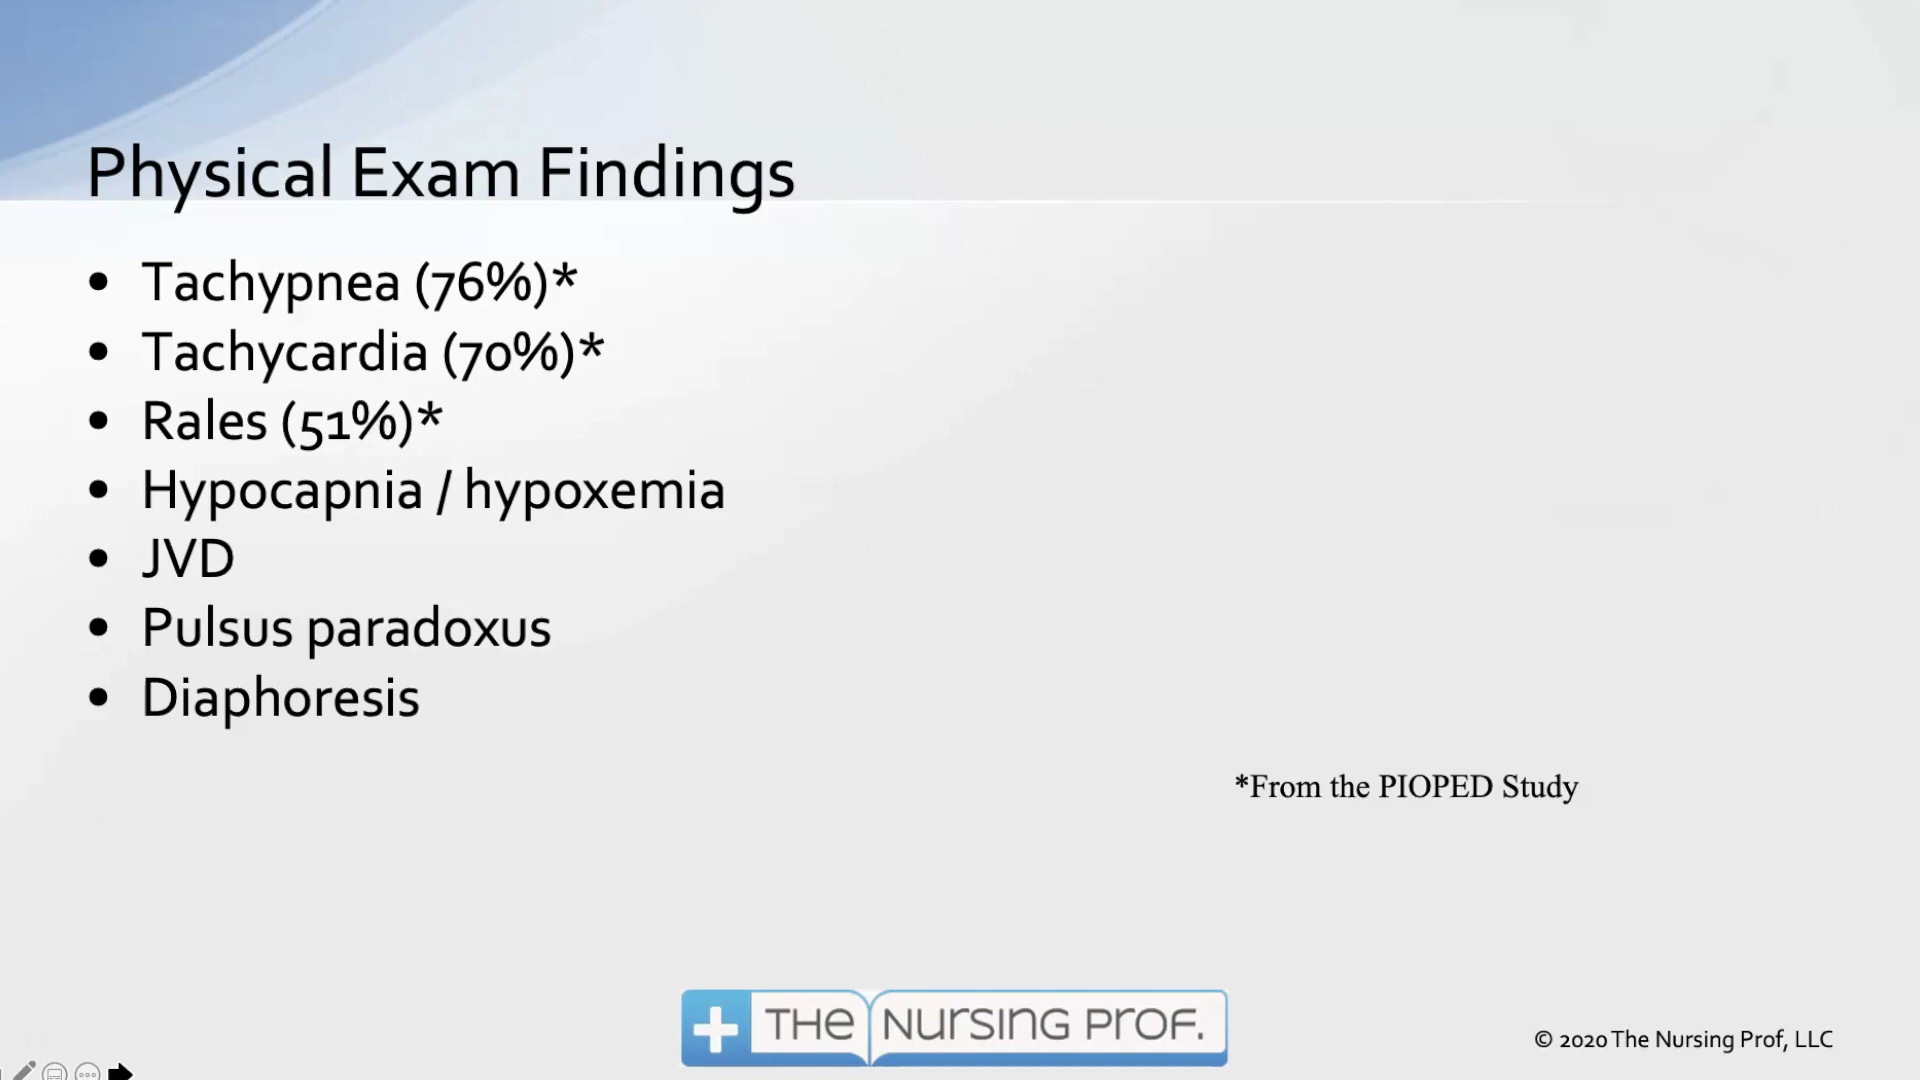 Physical Exam Findings
• Tachypnea (76%)*
• Tachycardia (70%)*
• Rales (51%)*
• Hypocapnia / hypoxemia
• JVD
• Pulsus paradoxus
• Diaphoresis
*From the PIOPED Study
THE NURSING PROF.
© 2020 The Nursing Prof, LLC